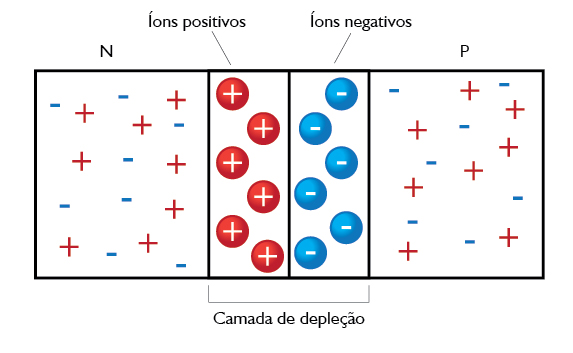 Íons positivos
Íons negativos
N
P
Camada de depleção